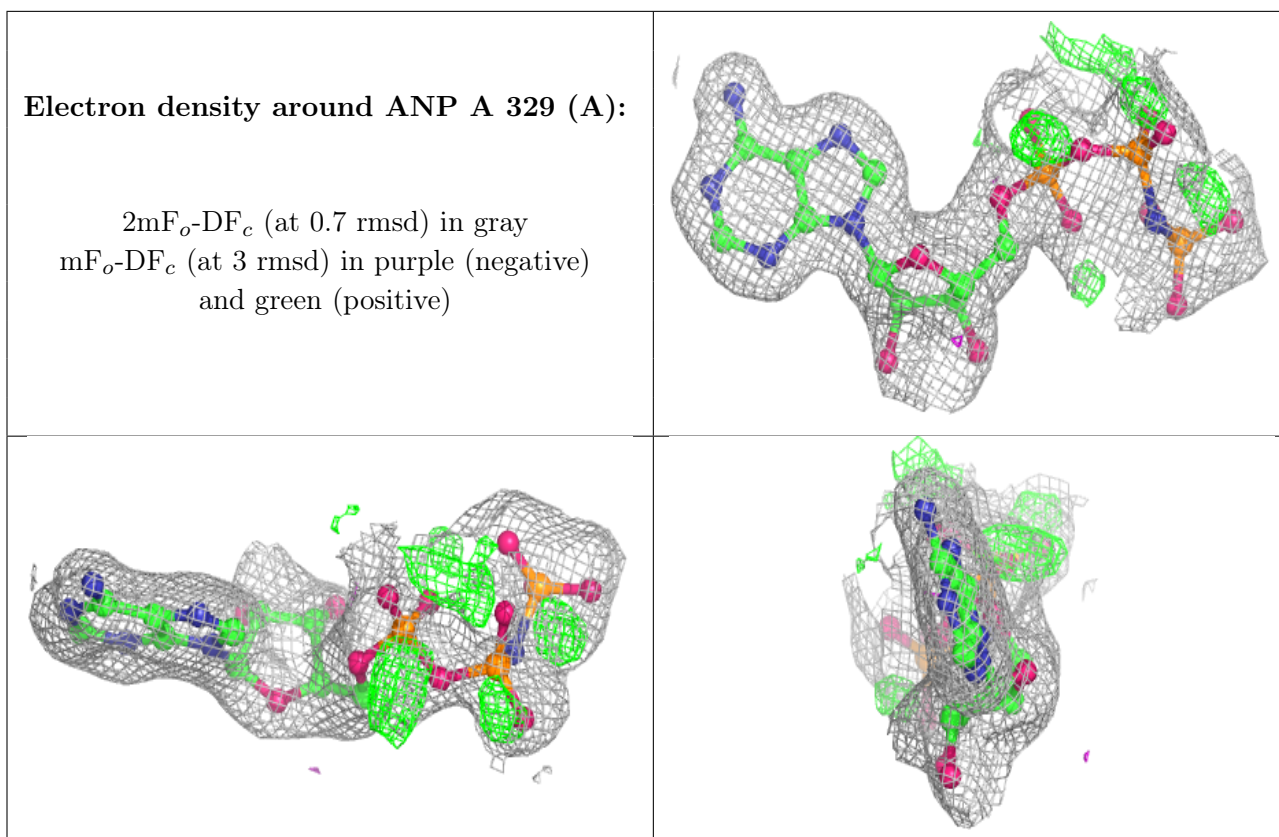 Electron density around ANP A 329 (A):
2mFo-DFc (at 0.7 rmsd) in gray
mFo-DFc (at 3 rmsd) in purple (negative)
and green (positive)